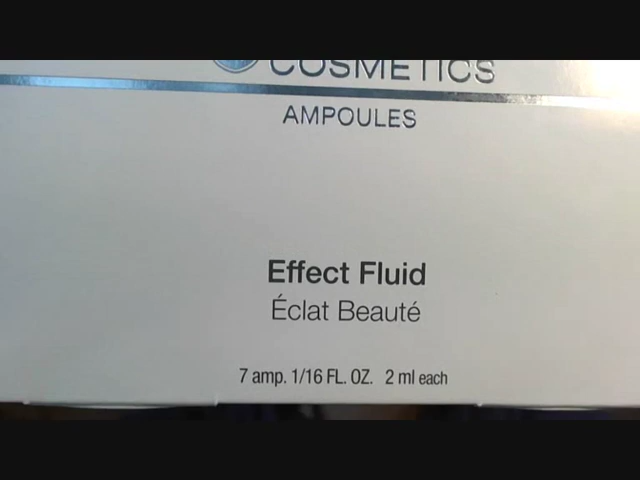 COSMETICS
AMPOULES
Effect Fluid
Éclat Beauté
7 amp. 1/16 FL. OZ. 2 ml each